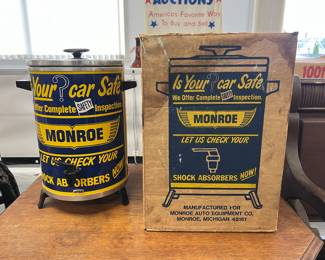 AUCTIONS
America's Favorite Way
To Buy and Sell
Is Your ? car Safe
We Offer Complete SAFETY Inspection.
MONROE
LET US CHECK YOUR
SHOCK ABSORBERS NOW!
Is Your ? car Safe
We Offer Complete SAFETY Inspection.
MONROE
LET US CHECK YOUR
SHOCK ABSORBERS NOW!
MANUFACTURED FOR
MONROE AUTO EQUIPMENT CO.
MONROE, MICHIGAN 48161
100